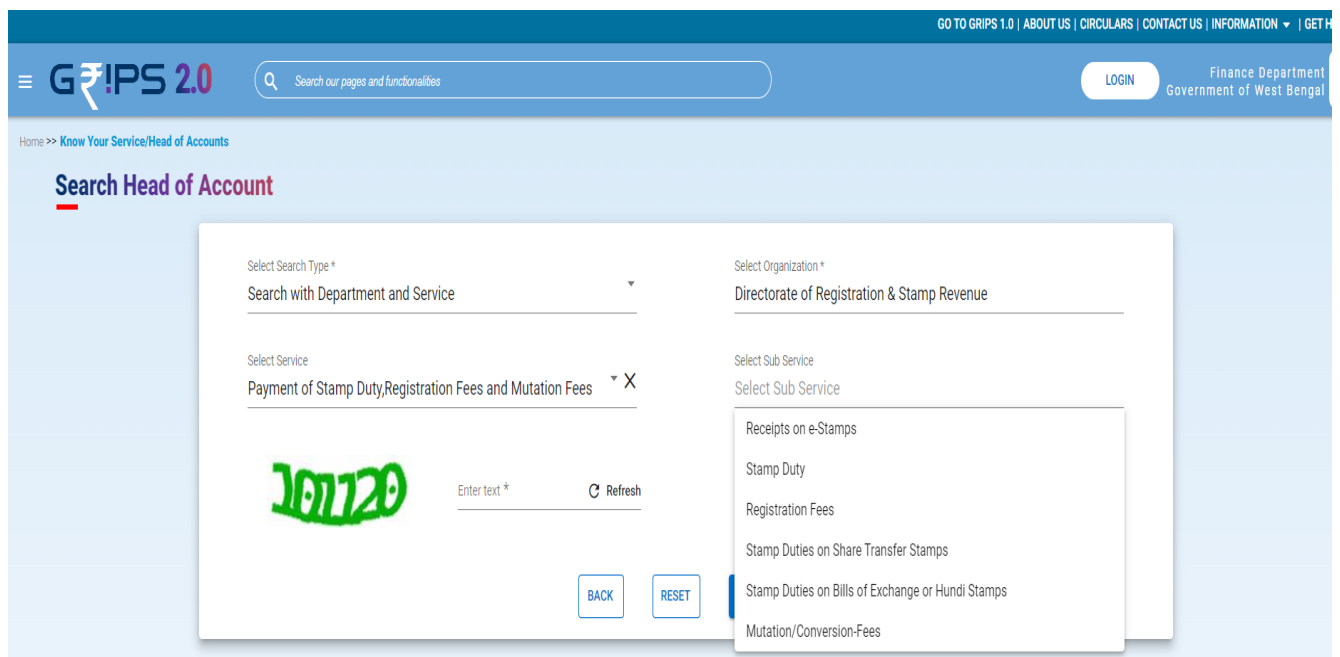 GO TO GRIPS 1.0 | ABOUT US | CIRCULARS | CONTACT US | INFORMATION | GET H
GR₹!PS 2.0
Search our pages and functionalities
LOGIN
Finance Department
Government of West Bengal
Home >> Know Your Service/Head of Accounts
Search Head of Account
Select Search Type *
Search with Department and Service
Select Organization *
Directorate of Registration & Stamp Revenue
Select Service
Payment of Stamp Duty,Registration Fees and Mutation Fees X
Select Sub Service
Select Sub Service
Receipts on e-Stamps
Stamp Duty
Registration Fees
Stamp Duties on Share Transfer Stamps
Stamp Duties on Bills of Exchange or Hundi Stamps
Mutation/Conversion-Fees
101720
Enter text *
Refresh
BACK
RESET